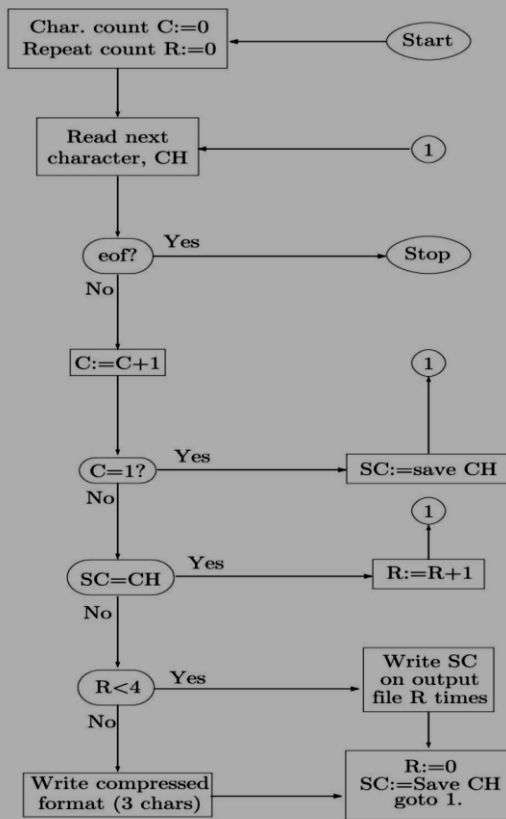 Char. count C:=0
Repeat count R:=0
Start
Read next
character, CH
1
eof?
Yes
Stop
No
C:=C+1
1
C=1?
Yes
SC:=save CH
No
1
SC=CH
Yes
R:=R+1
No
R<4
Yes
Write SC
on output
file R times
No
Write compressed
format (3 chars)
R:=0
SC:=Save CH
goto 1.